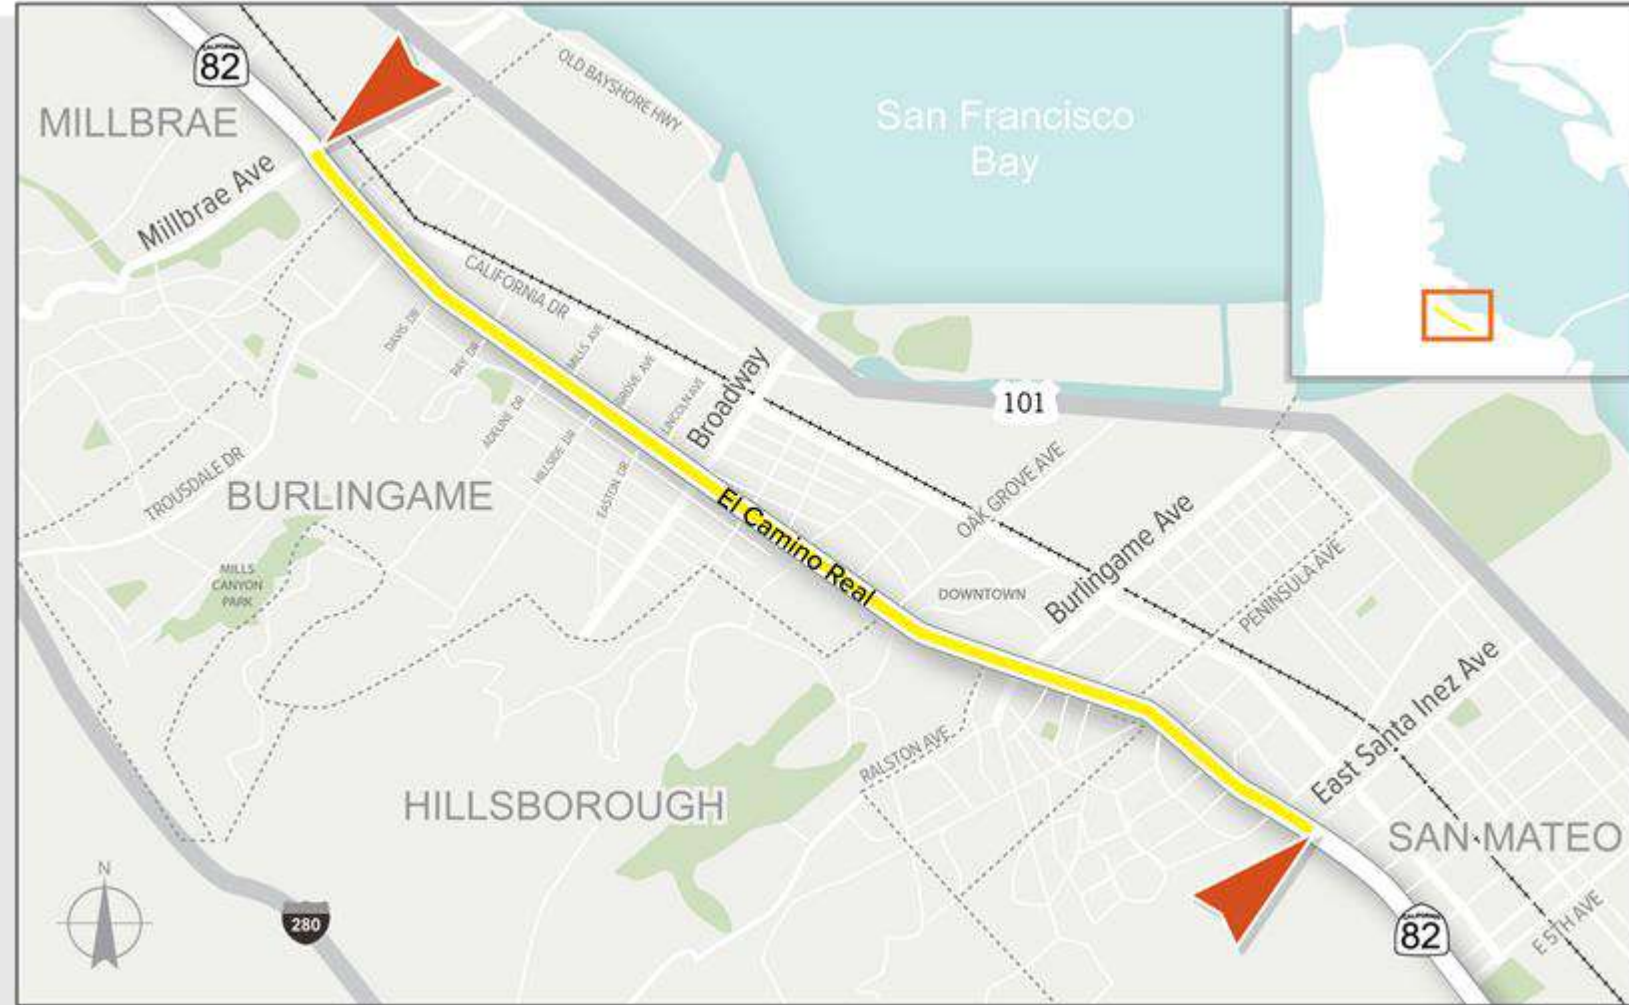 CALIFORNIA
82
MILLBRAE
Millbrae Ave
OLD BAYSHORE HWY
San Francisco
Bay
CALIFORNIA DR
DAVIS DR
RAY DR
MILLS AVE
GROVE AVE
LINCOLN AVE
Broadway
ADELINE DR
HILLSIDE DR
EASTON DR
101
TROUSDALE DR
BURLINGAME
MILLS
CANYON
PARK
El Camino Real
OAK GROVE AVE
Burlingame Ave
DOWNTOWN
PENINSULA AVE
East Santa Inez Ave
RALSTON AVE
HILLSBOROUGH
SAN MATEO
N
280
CALIFORNIA
82
E 5TH AVE